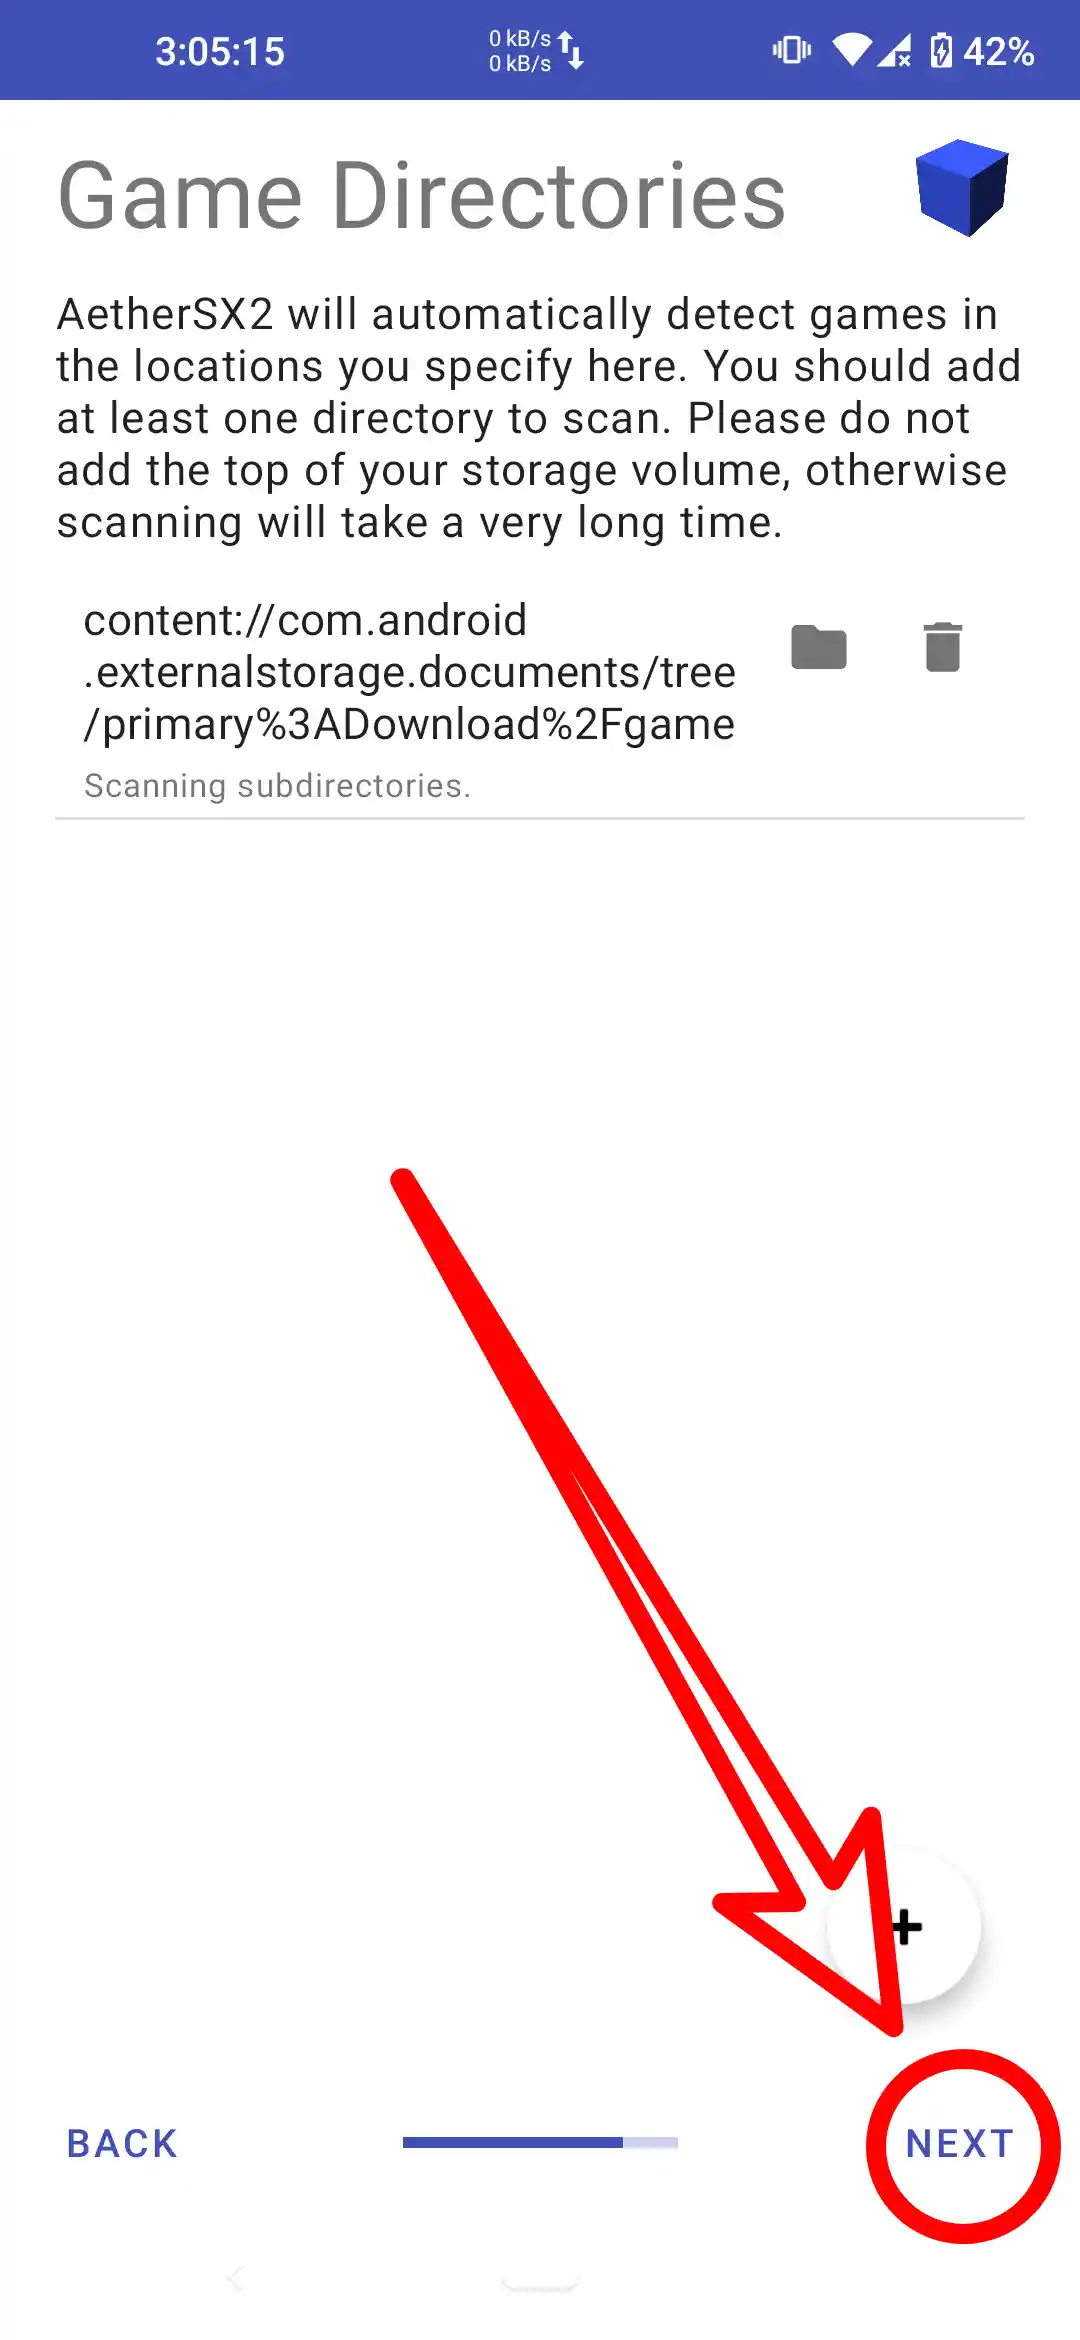 3:05:15
0 kB/s
0 kB/s
42%
Game Directories
AetherSX2 will automatically detect games in
the locations you specify here. You should add
at least one directory to scan. Please do not
add the top of your storage volume, otherwise
scanning will take a very long time.
content://com.android
.externalstorage.documents/tree
/primary%3ADownload%2Fgame
Scanning subdirectories.
+
BACK
NEXT